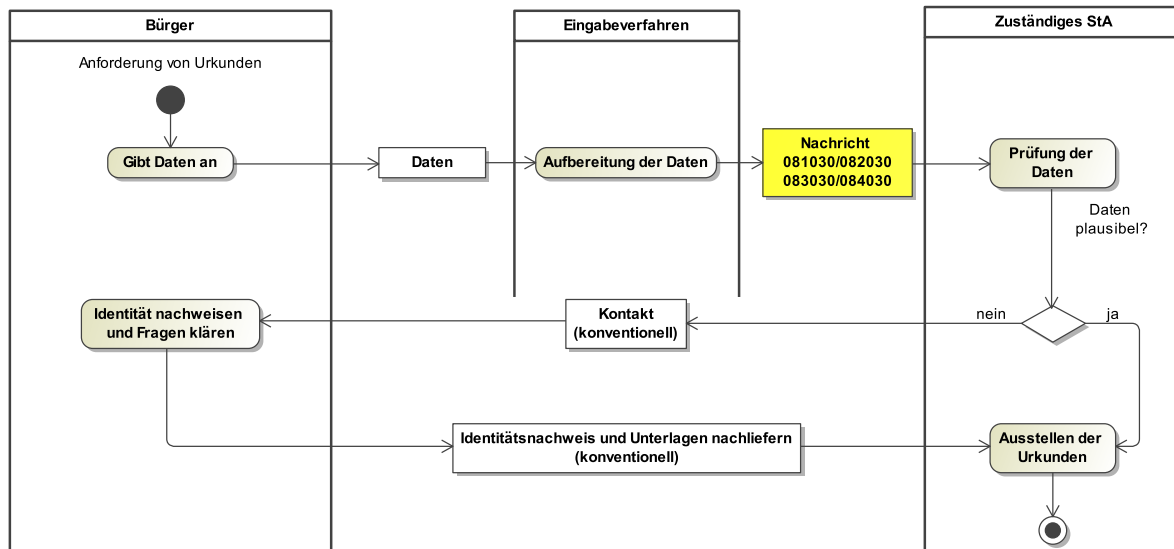 Bürger
Eingabeverfahren
Zuständiges StA
Anforderung von Urkunden
Gibt Daten an
Daten
Aufbereitung der Daten
Nachricht
081030/082030
083030/084030
Prüfung der
Daten
Daten
plausibel?
nein
ja
Kontakt
(konventionell)
Identität nachweisen
und Fragen klären
Identitätsnachweis und Unterlagen nachliefern
(konventionell)
Ausstellen der
Urkunden